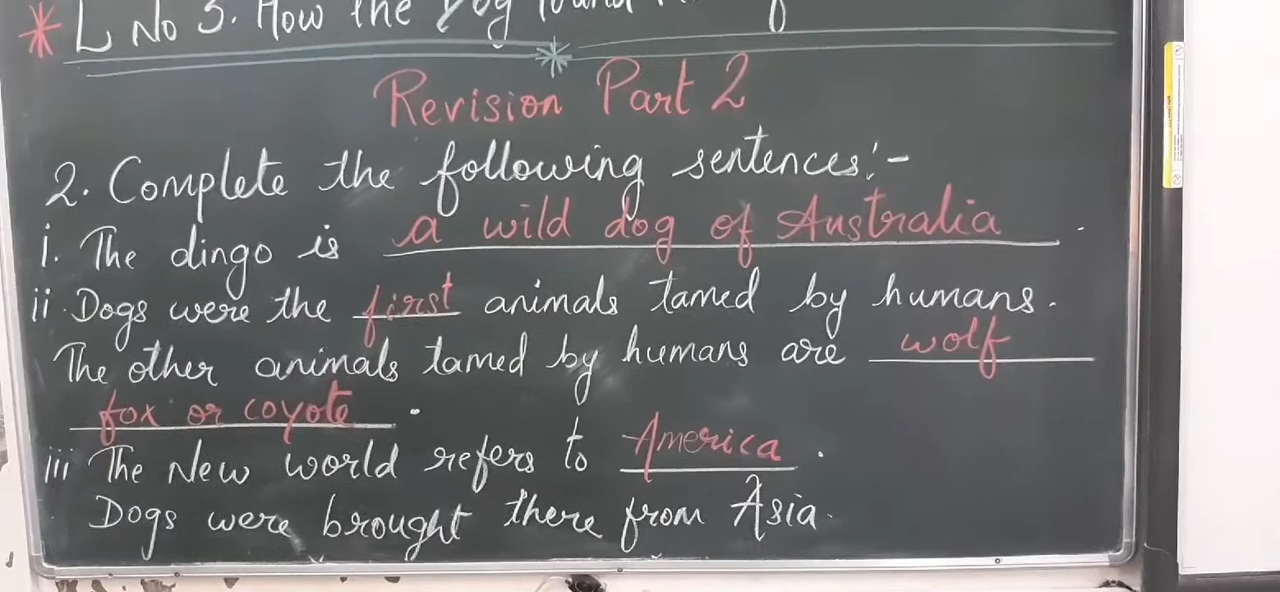 * L No 3. How the Dog found
Revision Part 2
2. Complete the following sentences:-
i. The dingo is a wild dog of Australia.
ii. Dogs were the first animals tamed by humans.
The other animals tamed by humans are wolf
fox or coyote.
iii The New world refers to America.
Dogs were brought there from Asia.